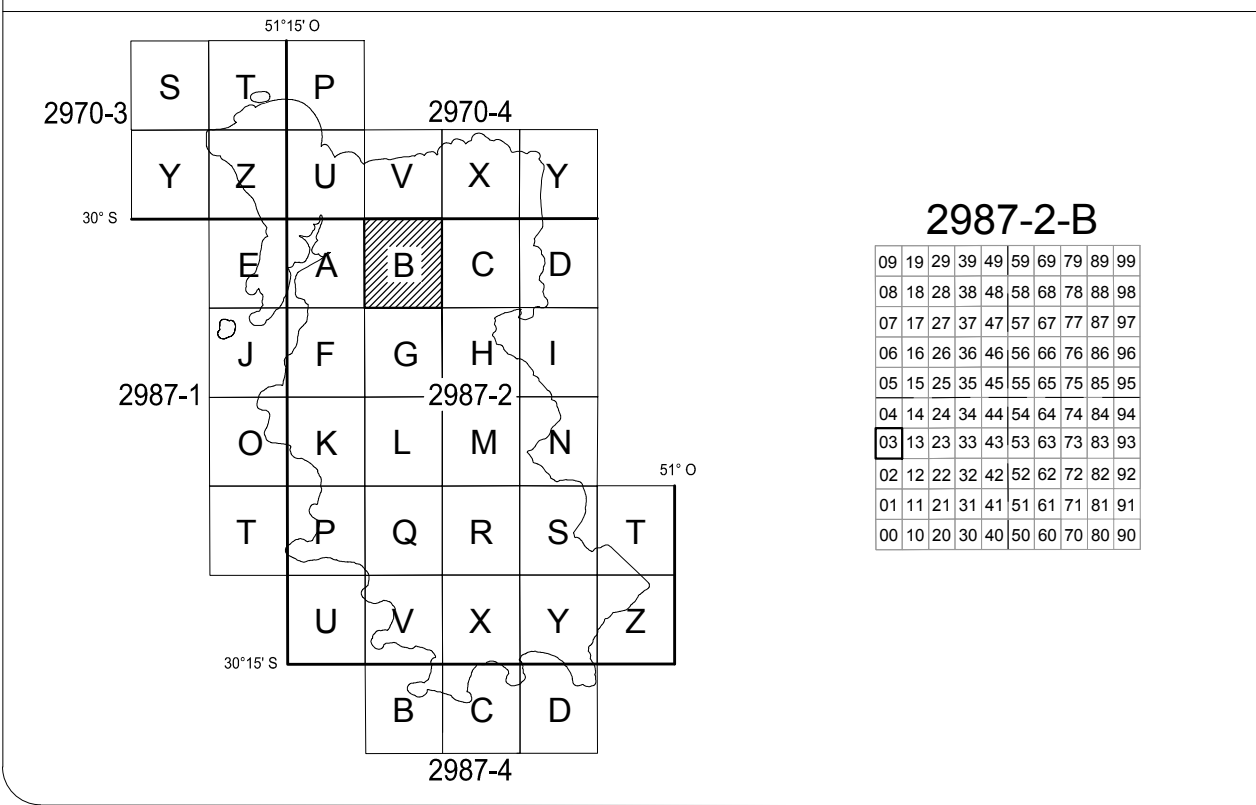 51°15' O
S T P
2970-3 2970-4
Y Z U V X Y
30° S
E A B C D
J F G H I
2987-1 2987-2
O K L M N
51° O
T P Q R S T
U V X Y Z
30°15' S
B C D
2987-4
2987-2-B
09 19 29 39 49 59 69 79 89 99
08 18 28 38 48 58 68 78 88 98
07 17 27 37 47 57 67 77 87 97
06 16 26 36 46 56 66 76 86 96
05 15 25 35 45 55 65 75 85 95
04 14 24 34 44 54 64 74 84 94
03 13 23 33 43 53 63 73 83 93
02 12 22 32 42 52 62 72 82 92
01 11 21 31 41 51 61 71 81 91
00 10 20 30 40 50 60 70 80 90